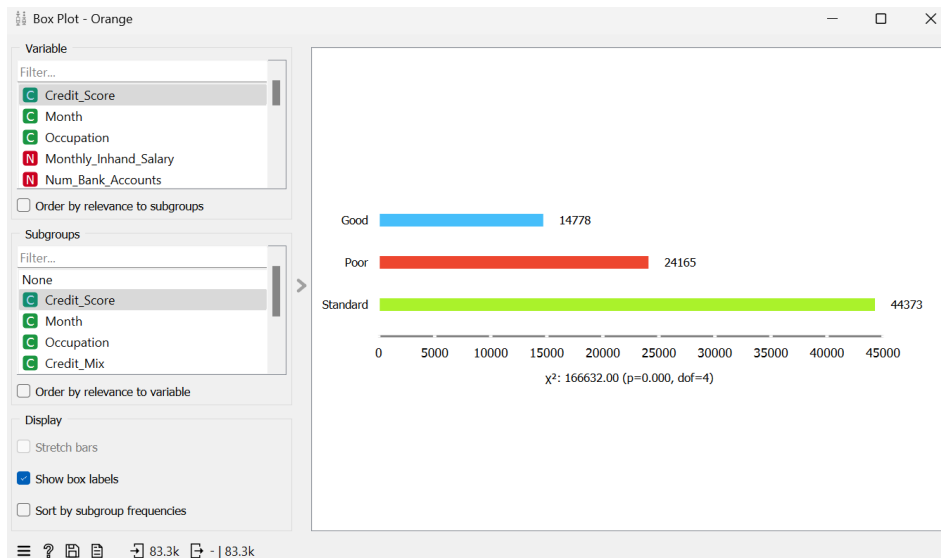 Box Plot - Orange
Variable
Filter...
C Credit_Score
C Month
C Occupation
N Monthly_Inhand_Salary
N Num_Bank_Accounts
Order by relevance to subgroups
Subgroups
Filter...
None
C Credit_Score
C Month
C Occupation
C Credit_Mix
Order by relevance to variable
Display
Stretch bars
Show box labels
Sort by subgroup frequencies
83.3k - | 83.3k
Good 14778
Poor 24165
Standard 44373
0 5000 10000 15000 20000 25000 30000 35000 40000 45000
χ²: 166632.00 (p=0.000, dof=4)